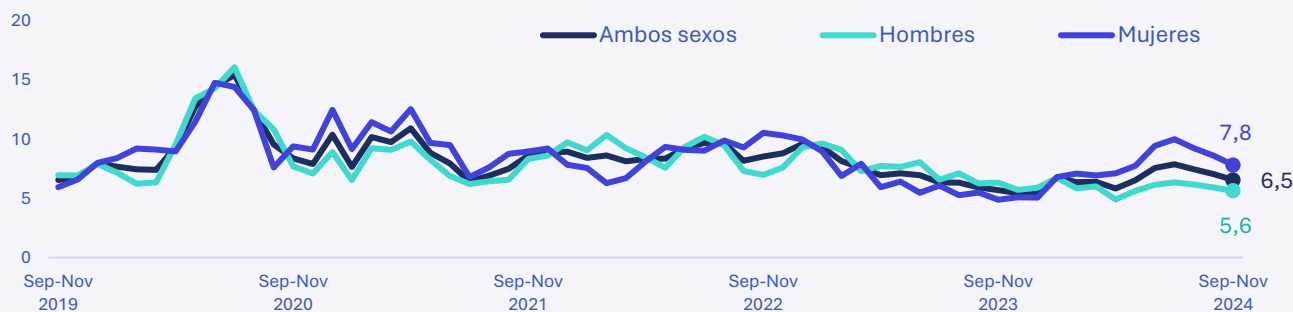 20
Ambos sexos
Hombres
Mujeres
15
10
7,8
6,5
5
5,6
0
Sep-Nov
2019
Sep-Nov
2020
Sep-Nov
2021
Sep-Nov
2022
Sep-Nov
2023
Sep-Nov
2024